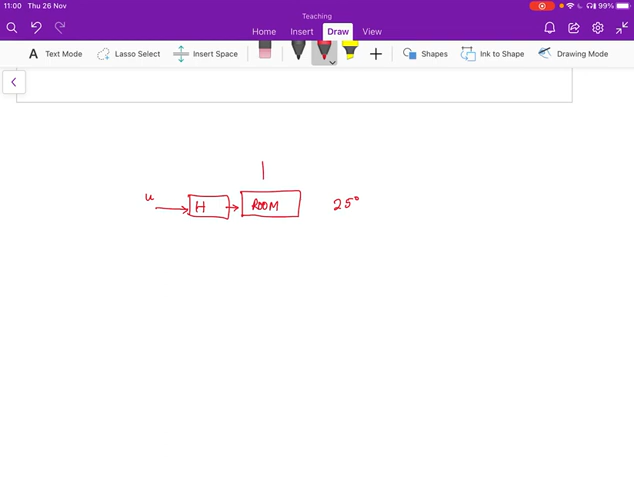 11:00 Thu 26 Nov
99%
Teaching
Home Insert Draw View
Text Mode Lasso Select Insert Space Shapes Ink to Shape Drawing Mode
u
H ROOM 25°